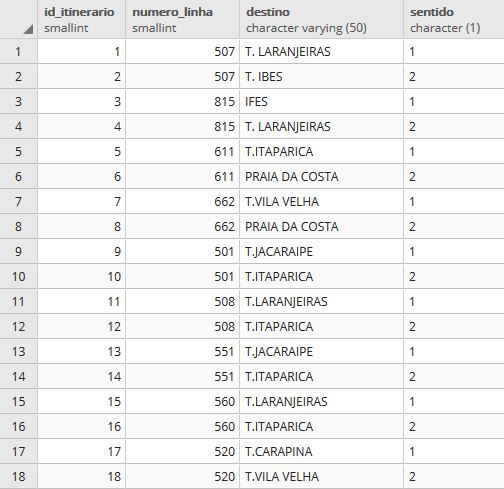 id_itinerario numero_linha destino sentido
smallint smallint character varying (50) character (1)
1 1 507 T. LARANJEIRAS 1
2 2 507 T. IBES 2
3 3 815 IFES 1
4 4 815 T. LARANJEIRAS 2
5 5 611 T.ITAPARICA 1
6 6 611 PRAIA DA COSTA 2
7 7 662 T.VILA VELHA 1
8 8 662 PRAIA DA COSTA 2
9 9 501 T.JACARAIPE 1
10 10 501 T.ITAPARICA 2
11 11 508 T.LARANJEIRAS 1
12 12 508 T.ITAPARICA 2
13 13 551 T.JACARAIPE 1
14 14 551 T.ITAPARICA 2
15 15 560 T.LARANJEIRAS 1
16 16 560 T.ITAPARICA 2
17 17 520 T.CARAPINA 1
18 18 520 T.VILA VELHA 2